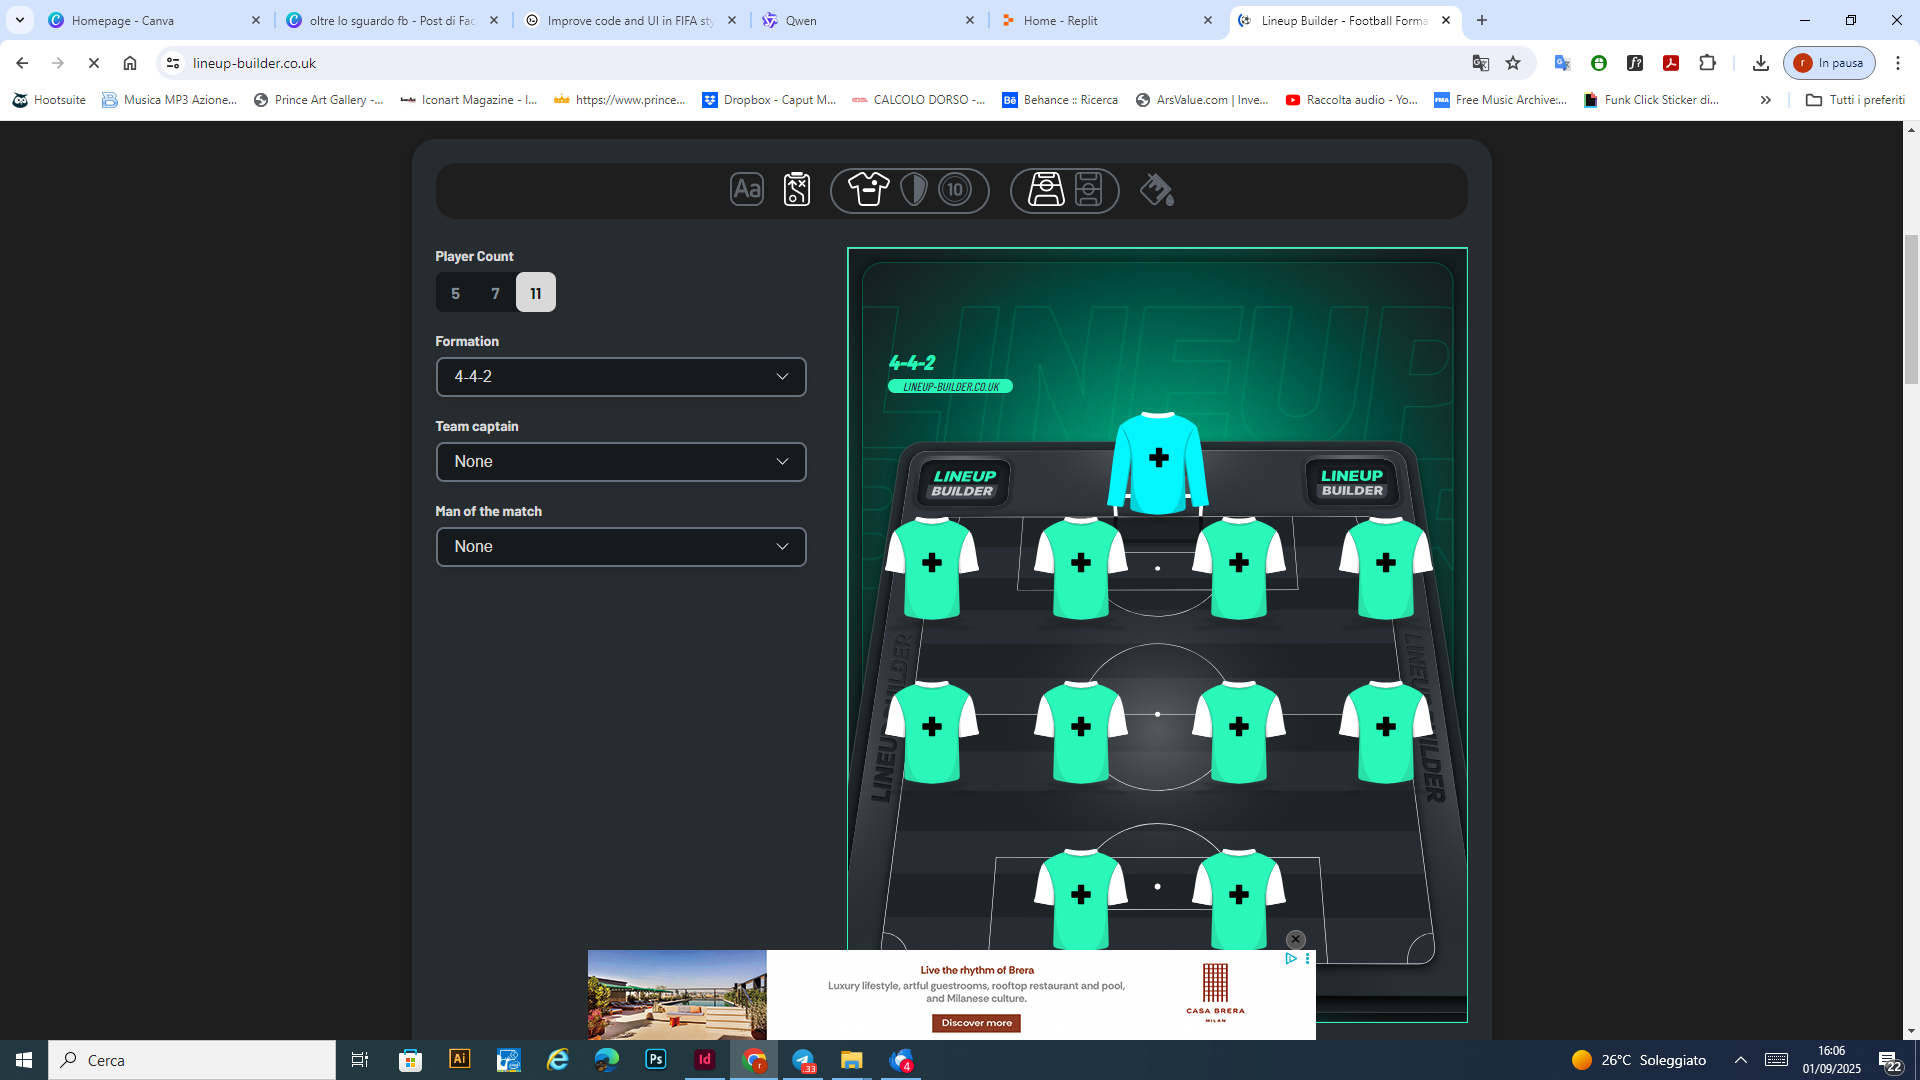 Homepage - Canva
oltre lo sguardo fb - Post di Fac
Improve code and UI in FIFA sty
Qwen
Home - Replit
Lineup Builder - Football Forma
lineup-builder.co.uk
In pausa
Hootsuite
Musica MP3 Azione...
Prince Art Gallery -...
Iconart Magazine - I...
https://www.prince...
Dropbox - Caput M...
CALCOLO DORSO -...
Behance :: Ricerca
ArsValue.com | Inve...
Raccolta audio - Yo...
Free Music Archive:...
Funk Click Sticker di...
Tutti i preferiti
Aa
10
Player Count
5 7 11
Formation
4-4-2
Team captain
None
Man of the match
None
LINEUP
4-4-2
LINEUP-BUILDER.CO.UK
LINEUP
BUILDER
LINEUP
BUILDER
LINEUP BUILDER
LINEUP BUILDER
Live the rhythm of Brera
Luxury lifestyle, artful guestrooms, rooftop restaurant and pool,
and Milanese culture.
Discover more
CASA BRERA
MILAN
Cerca
Ai
Ps
Id
33
4
26°C Soleggiato
16:06
01/09/2025
22